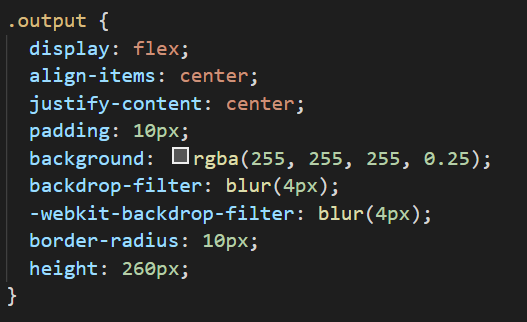 .output {
  display: flex;
  align-items: center;
  justify-content: center;
  padding: 10px;
  background: rgba(255, 255, 255, 0.25);
  backdrop-filter: blur(4px);
  -webkit-backdrop-filter: blur(4px);
  border-radius: 10px;
  height: 260px;
}